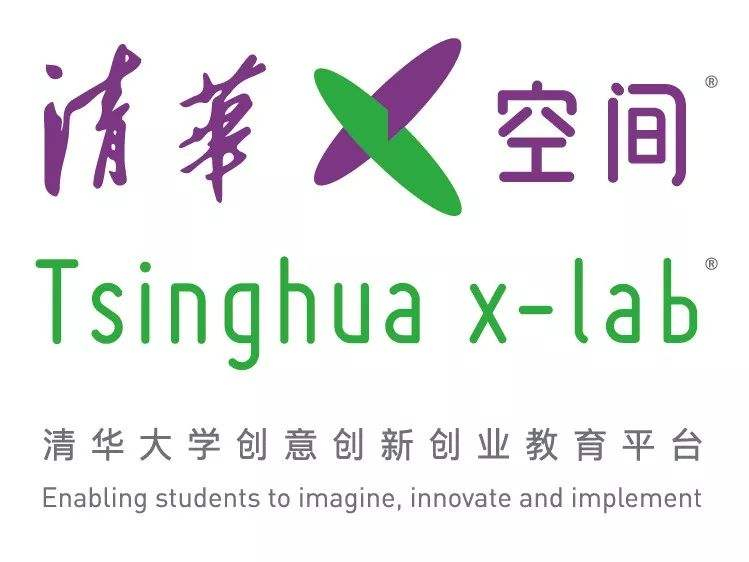 清華X空间®
Tsinghua x-lab®
清华大学创意创新创业教育平台
Enabling students to imagine, innovate and implement